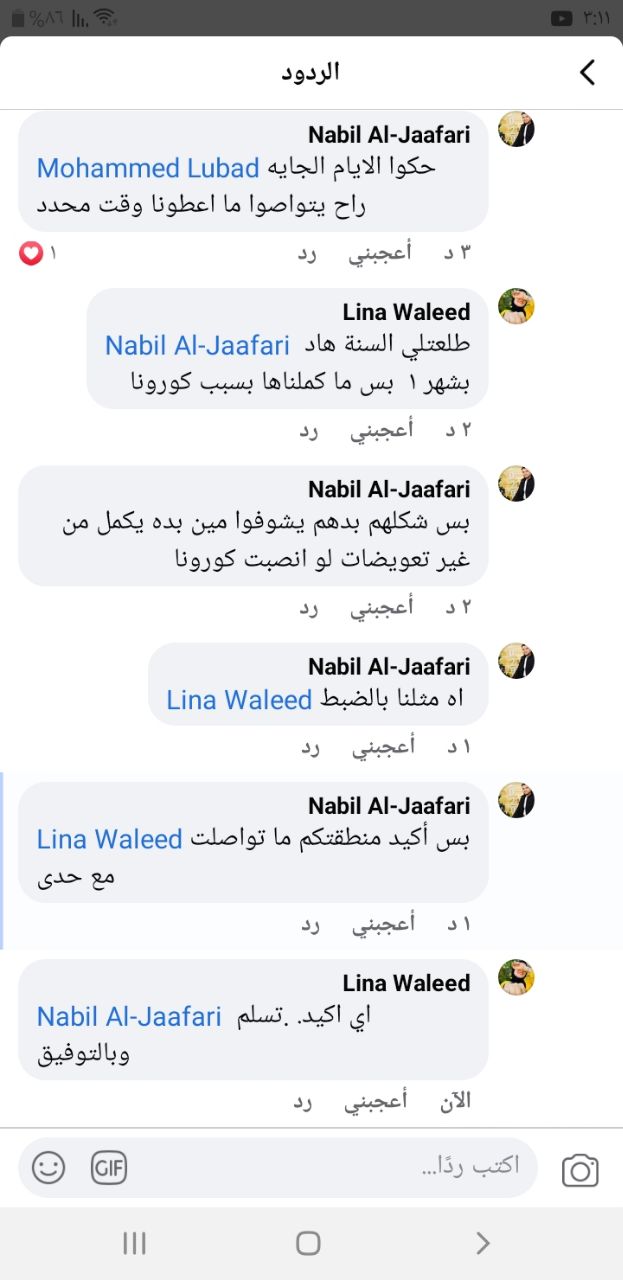 ٣:١١
%٨٦
الردود
Nabil Al-Jaafari
Mohammed Lubad حكوا الايام الجايه
راح يتواصوا ما اعطونا وقت محدد
٣ د أعجبني رد
١
Lina Waleed
Nabil Al-Jaafari طلعتلي السنة هاد
بشهر ١ بس ما كملناها بسبب كورونا
٢ د أعجبني رد
Nabil Al-Jaafari
بس شكلهم بدهم يشوفوا مين بده يكمل من
غير تعويضات لو انصبت كورونا
٢ د أعجبني رد
Nabil Al-Jaafari
Lina Waleed اه مثلنا بالضبط
١ د أعجبني رد
Nabil Al-Jaafari
Lina Waleed بس أكيد منطقتكم ما تواصلت
مع حدى
١ د أعجبني رد
Lina Waleed
Nabil Al-Jaafari اي اكيد. .تسلم
وبالتوفيق
الآن أعجبني رد
اكتب ردًا...
GIF